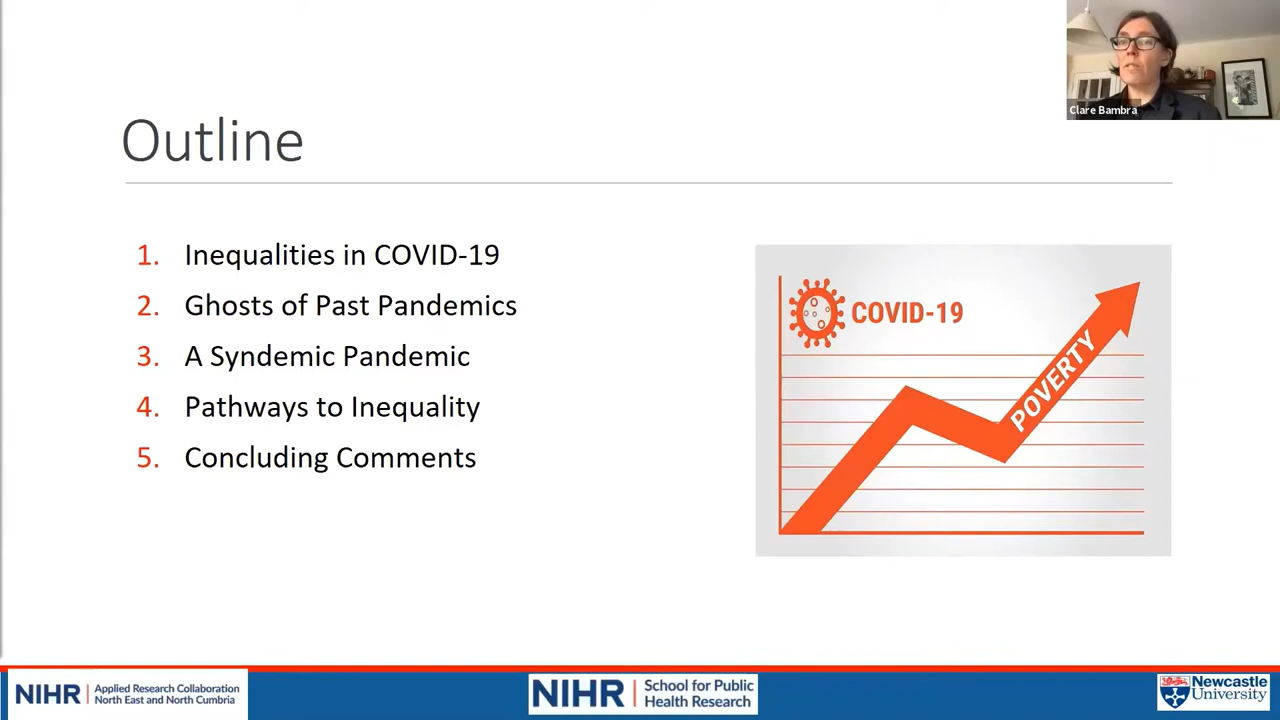 Clare Bambra
Outline
1. Inequalities in COVID-19
2. Ghosts of Past Pandemics
3. A Syndemic Pandemic
4. Pathways to Inequality
5. Concluding Comments
COVID-19
POVERTY
NIHR | Applied Research Collaboration
North East and North Cumbria
NIHR | School for Public
Health Research
Newcastle
University